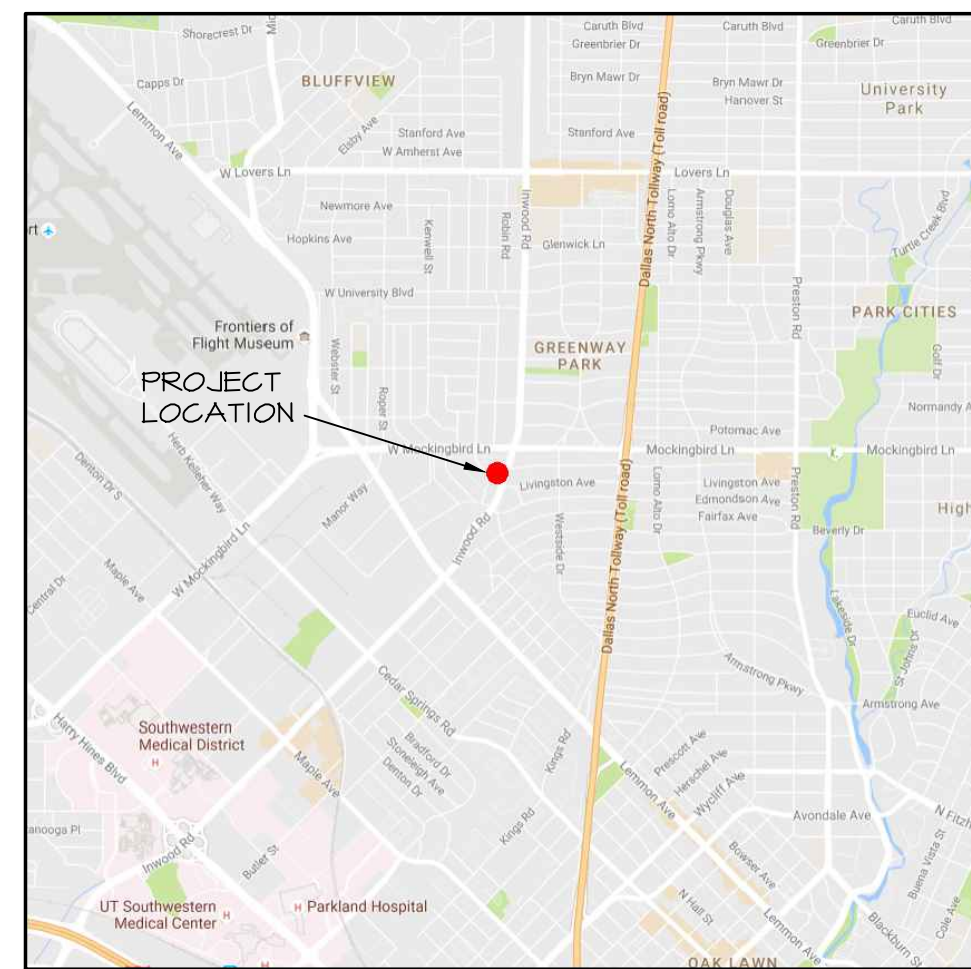 Shorecrest Dr
Caruth Blvd
Caruth Blvd
Caruth Blvd
Greenbrier Dr
Greenbrier Dr
Capps Dr
BLUFFVIEW
Bryn Mawr Dr
Bryn Mawr Dr
Hanover St
University
Park
Lemmon Ave
Elsby Ave
Stanford Ave
W Amherst Ave
Stanford Ave
W Lovers Ln
Lovers Ln
Inwood Rd
Dallas North Tollway (Toll road)
Newmore Ave
Kenwell St
Robin Rd
Lomo Alto Dr
Armstrong Pkwy
Douglas Ave
Turtle Creek Blvd
Hopkins Ave
Glenwick Ln
W University Blvd
Preston Rd
PARK CITIES
Frontiers of
Flight Museum
Webster St
GREENWAY
PARK
Golf Dr
PROJECT
LOCATION
Roper St
Normandy A
Potomac Ave
W Mockingbird Ln
Mockingbird Ln
Mockingbird Ln
Herb Kelleher Way
Denton Dr S
Manor Way
Livingston Ave
Livingston Ave
Edmondson Ave
Fairfax Ave
Lomo Alto Dr
Preston Rd
High
Beverly Dr
Inwood Rd
Westside Dr
Dallas North Tollway (Toll road)
W Mockingbird Ln
Maple Ave
Central Dr
Lakeside Dr
Euclid Ave
St Johns Dr
Armstrong Pkwy
Armstrong Ave
Cedar Springs Rd
Southwestern
Medical District
H
Harry Hines Blvd
Bradford Dr
Stoneleigh Ave
Denton Dr
Maple Ave
Kings Rd
Prescott Ave
Herschel Ave
Wycliff Ave
Lemmon Ave
Avondale Ave
N Fitzh
anooga Pl
Inwood Rd
Butler St
Kings Rd
Bowser Ave
Buena Vista St
Cole Ave
UT Southwestern
Medical Center
H
H Parkland Hospital
N Hall St
Lemmon Ave
Blackburn St
OAK LAWN
H